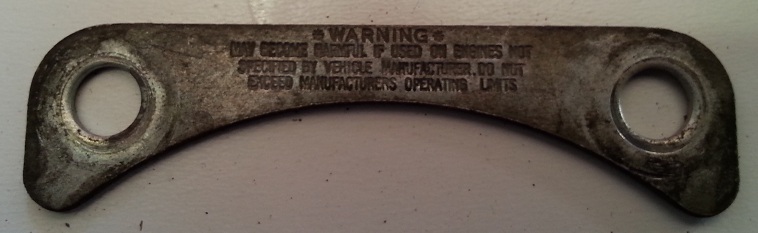 * WARNING *
MAY BECOME HARMFUL IF USED ON ENGINES NOT
SPECIFIED BY VEHICLE MANUFACTURER. DO NOT
EXCEED MANUFACTURERS OPERATING LIMITS